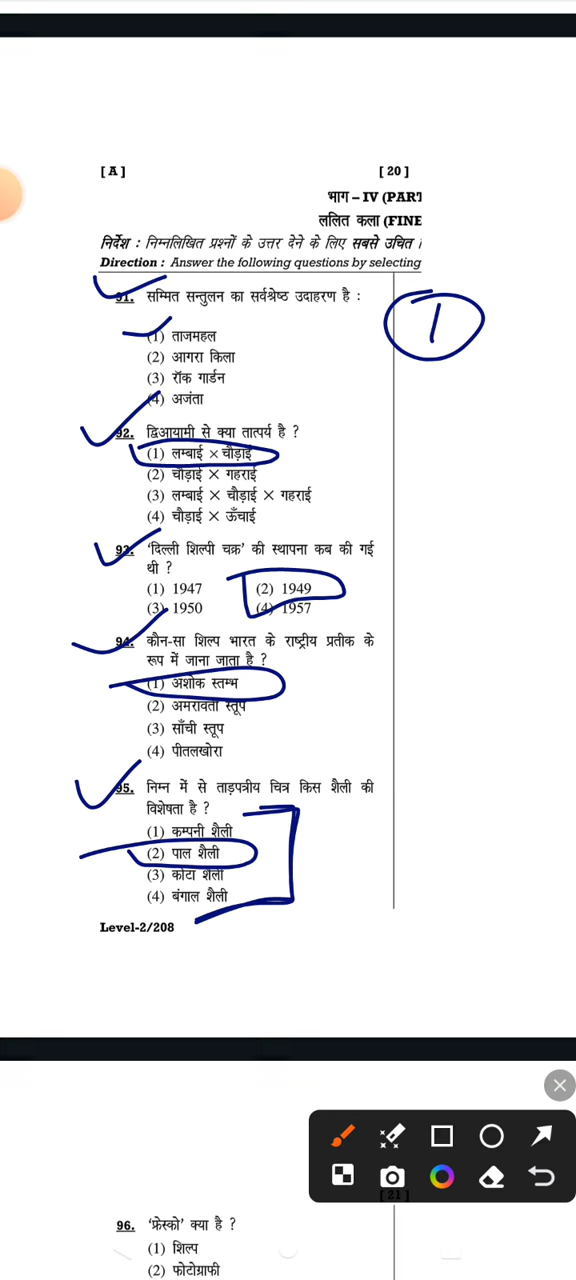 [ A ]
[ 20 ]
भाग – IV (PART
ललित कला (FINE
निर्देश : निम्नलिखित प्रश्नों के उत्तर देने के लिए सबसे उचित
Direction : Answer the following questions by selecting
91. सम्मित सन्तुलन का सर्वश्रेष्ठ उदाहरण है :
1
(1) ताजमहल
(2) आगरा किला
(3) रॉक गार्डन
(4) अजंता
92. द्विआयामी से क्या तात्पर्य है ?
(1) लम्बाई × चौड़ाई
(2) चौड़ाई × गहराई
(3) लम्बाई × चौड़ाई × गहराई
(4) चौड़ाई × ऊँचाई
93. ‘दिल्ली शिल्पी चक्र’ की स्थापना कब की गई
थी ?
(1) 1947 (2) 1949
(3) 1950 (4) 1957
94. कौन-सा शिल्प भारत के राष्ट्रीय प्रतीक के
रूप में जाना जाता है ?
(1) अशोक स्तम्भ
(2) अमरावती स्तूप
(3) साँची स्तूप
(4) पीतलखोरा
95. निम्न में से ताड़पत्रीय चित्र किस शैली की
विशेषता है ?
(1) कम्पनी शैली
(2) पाल शैली
(3) कोटा शैली
(4) बंगाल शैली
Level-2/208
[ 21 ]
96. ‘फ्रेस्को’ क्या है ?
(1) शिल्प
(2) फोटोग्राफी